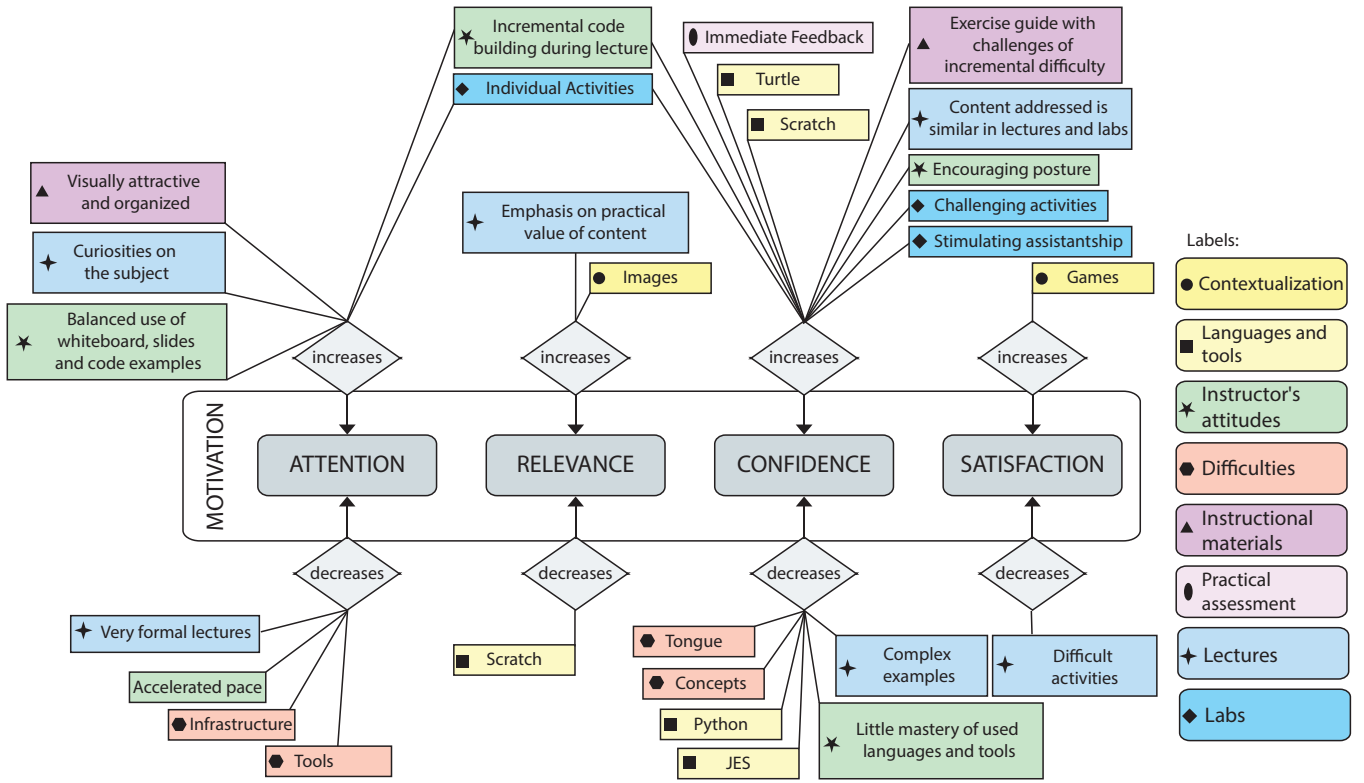 Incremental code
building during lecture
Individual Activities
Immediate Feedback
Turtle
Scratch
Exercise guide with
challenges of
incremental difficulty
Content addressed is
similar in lectures and labs
Encouraging posture
Challenging activities
Stimulating assistantship
Games
Visually attractive
and organized
Curiosities on
the subject
Balanced use of
whiteboard, slides
and code examples
Emphasis on practical
value of content
Images
increases
increases
increases
increases
MOTIVATION
ATTENTION
RELEVANCE
CONFIDENCE
SATISFACTION
decreases
decreases
decreases
decreases
Very formal lectures
Accelerated pace
Infrastructure
Tools
Scratch
Tongue
Concepts
Python
JES
Complex
examples
Little mastery of used
languages and tools
Difficult
activities
Labels:
Contextualization
Languages and
tools
Instructor's
attitudes
Difficulties
Instructional
materials
Practical
assessment
Lectures
Labs